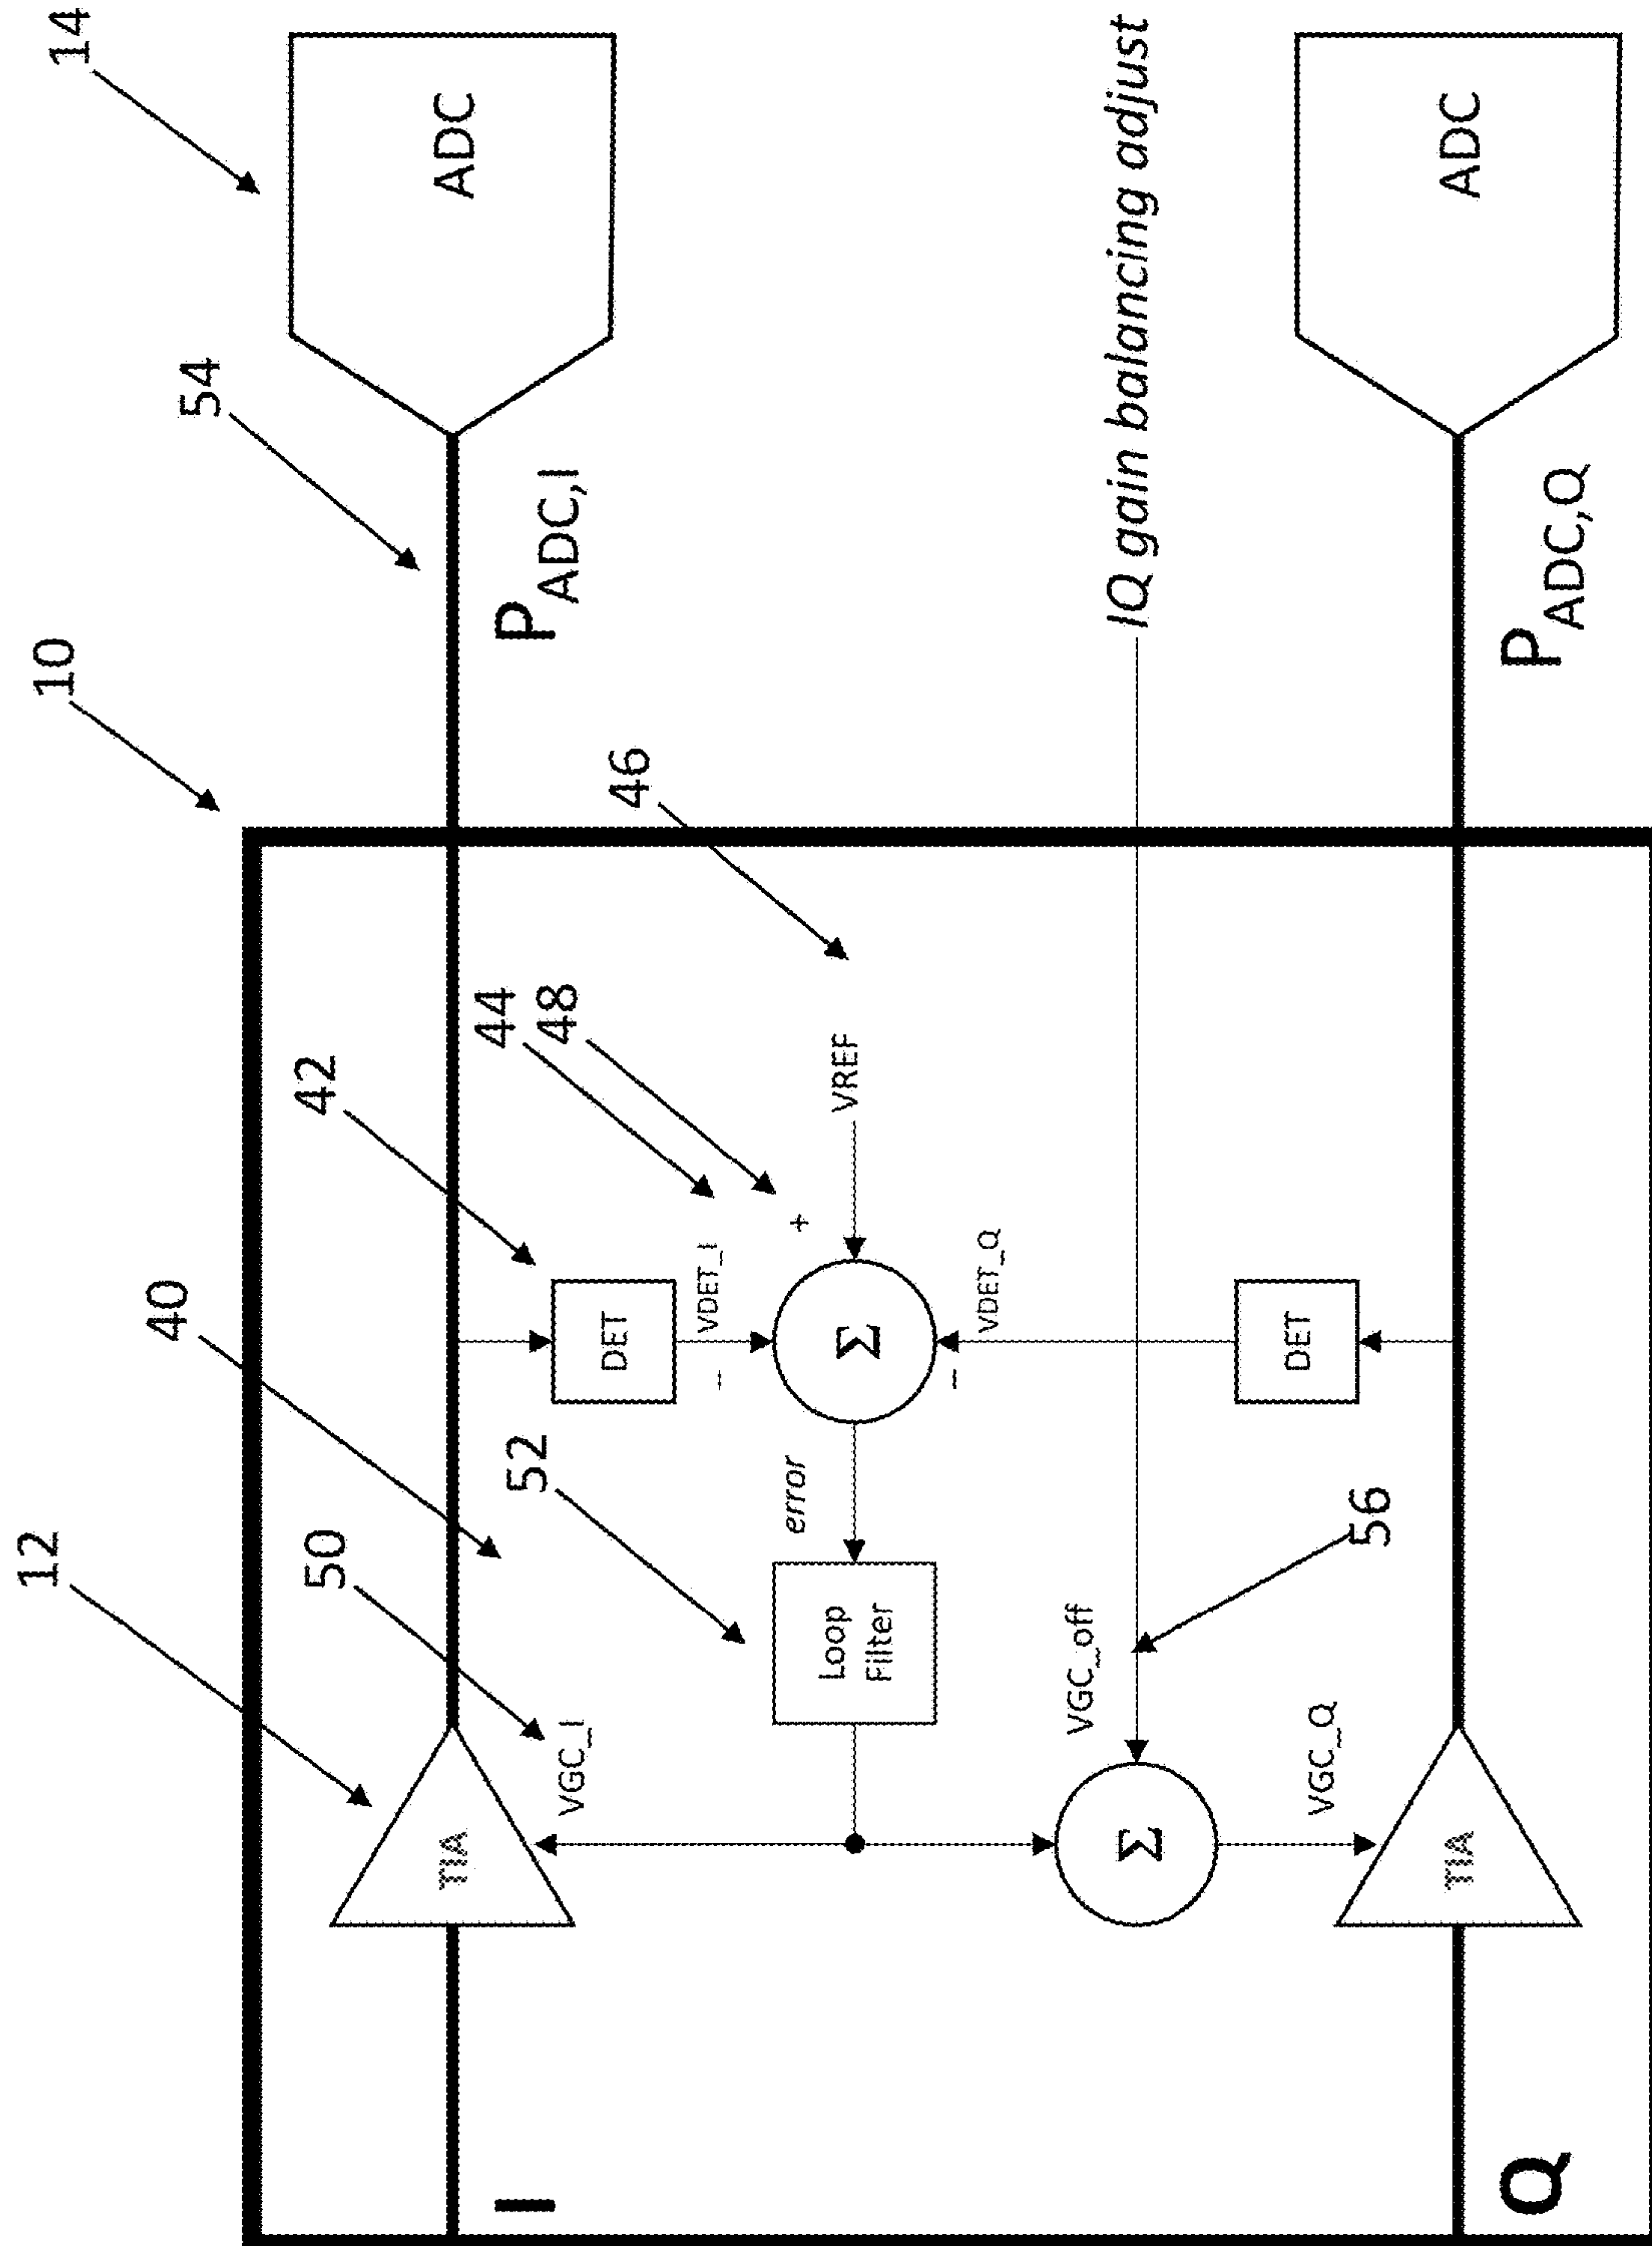 12
40
42
10
54
14
50
52
44
48
46
TIA
VGC_I
DET
VDET_I
−
+
VREF
Σ
error
Loop
Filter
−
VDET_Q
VGC_off
Σ
56
VGC_Q
DET
TIA
I
Q
P_ADC,I
ADC
IQ gain balancing adjust
P_ADC,Q
ADC